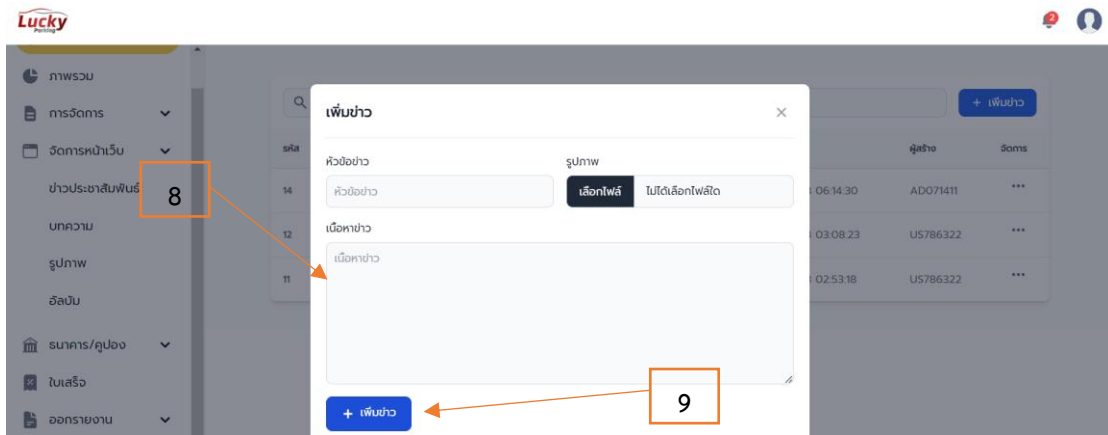 Lucky
Parking
2
ภาพรวม
การจัดการ
จัดการหน้าเว็บ
ข่าวประชาสัมพันธ์
บทความ
รูปภาพ
อัลบัม
ธนาคาร/คูปอง
ใบเสร็จ
ออกรายงาน
8
+ เพิ่มข่าว
รหัส ผู้สร้าง จัดการ
14 06:14:30 AD071411 ...
12 03:08:23 US786322 ...
11 02:53:18 US786322 ...
เพิ่มข่าว ×
หัวข้อข่าว รูปภาพ
หัวข้อข่าว เลือกไฟล์ ไม่ได้เลือกไฟล์ใด
เนื้อหาข่าว
เนื้อหาข่าว
+ เพิ่มข่าว
9